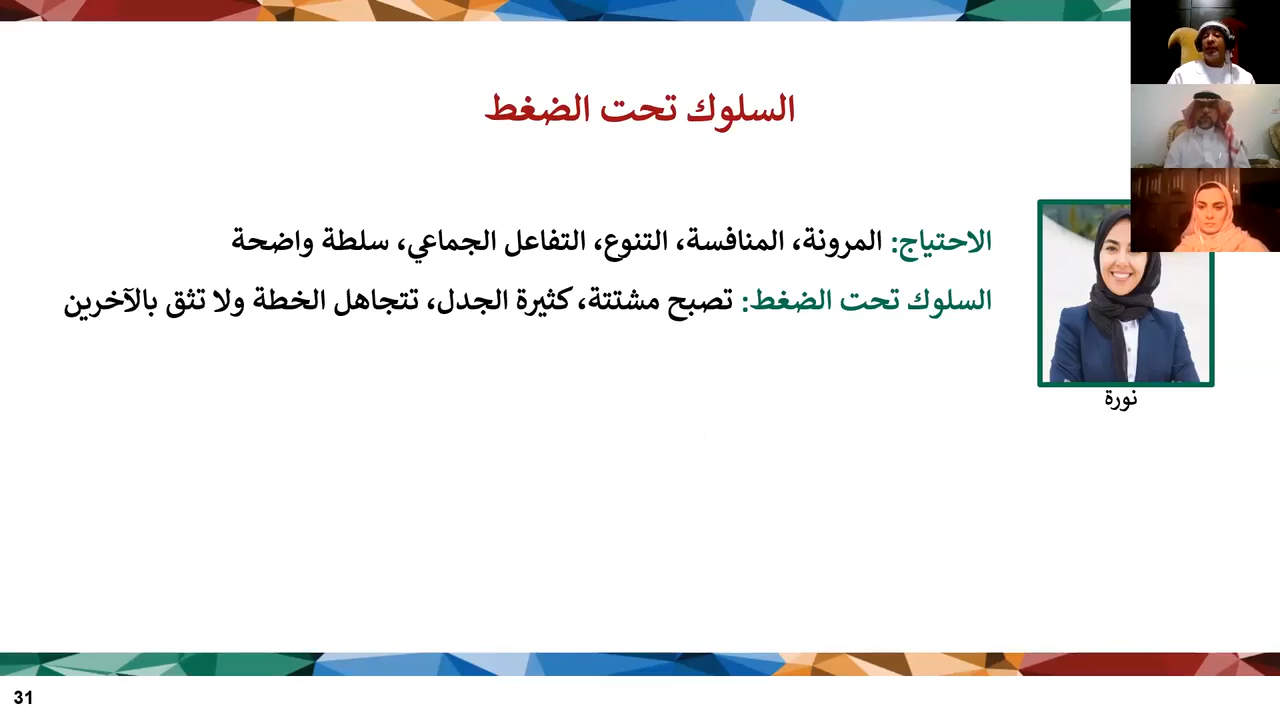 السلوك تحت الضغط
الاحتياج: المرونة، المنافسة، التنوع، التفاعل الجماعي، سلطة واضحة
السلوك تحت الضغط: تصبح مشتتة، كثيرة الجدل، تتجاهل الخطة ولا تثق بالآخرين
نورة
31